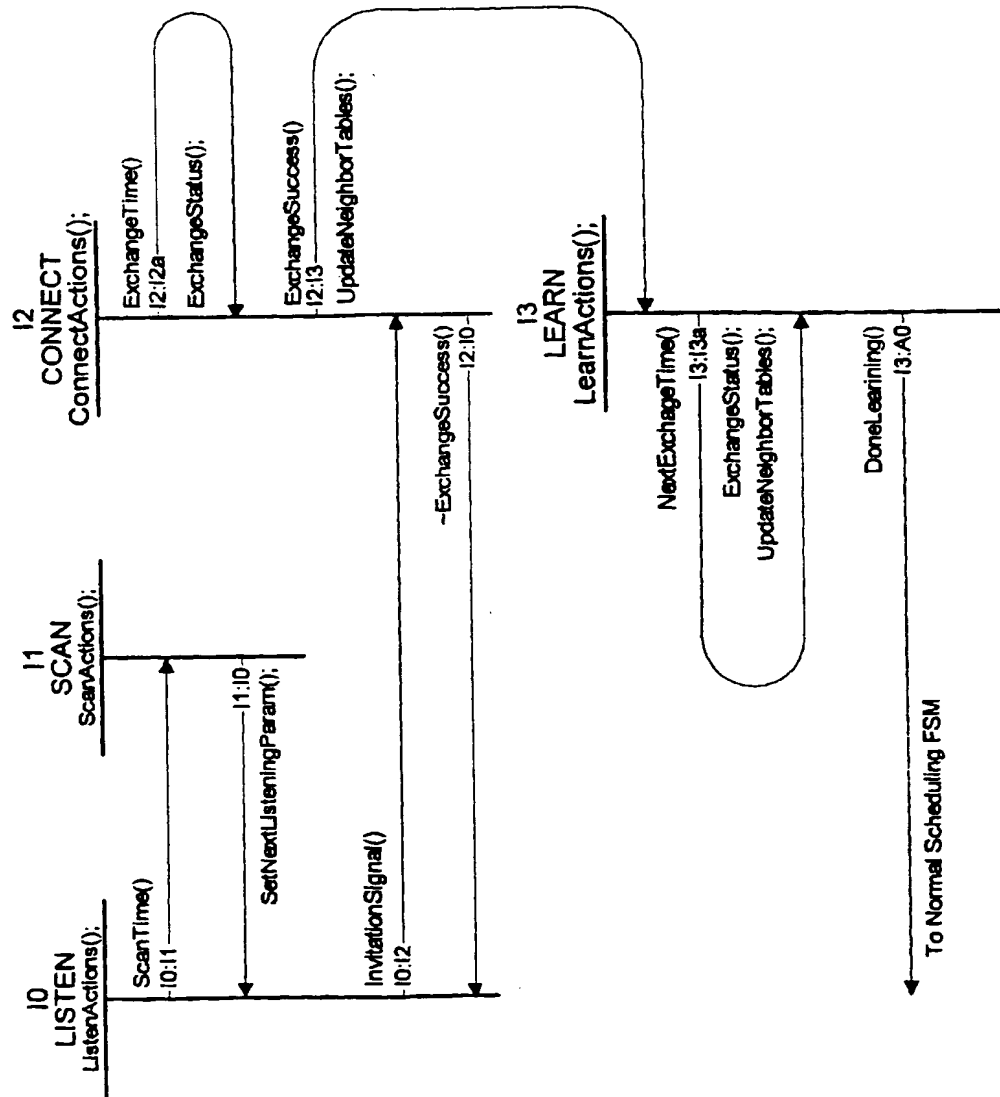 I0
LISTEN
ListenActions();
ScanTime()
I0:I1
I1
SCAN
ScanActions();
I1:I0
SetNextListeningParam();
InvitationSignal()
I0:I2
I2
CONNECT
ConnectActions();
ExchangeTime()
I2:I2a
ExchangeStatus();
ExchangeSuccess()
I2:I3
UpdateNeighborTables();
~ExchangeSuccess()
I2:I0
I3
LEARN
LearnActions();
NextExchageTime()
I3:I3a
ExchangeStatus();
UpdateNeighborTables();
DoneLearining()
I3:A0
To Normal Scheduling FSM